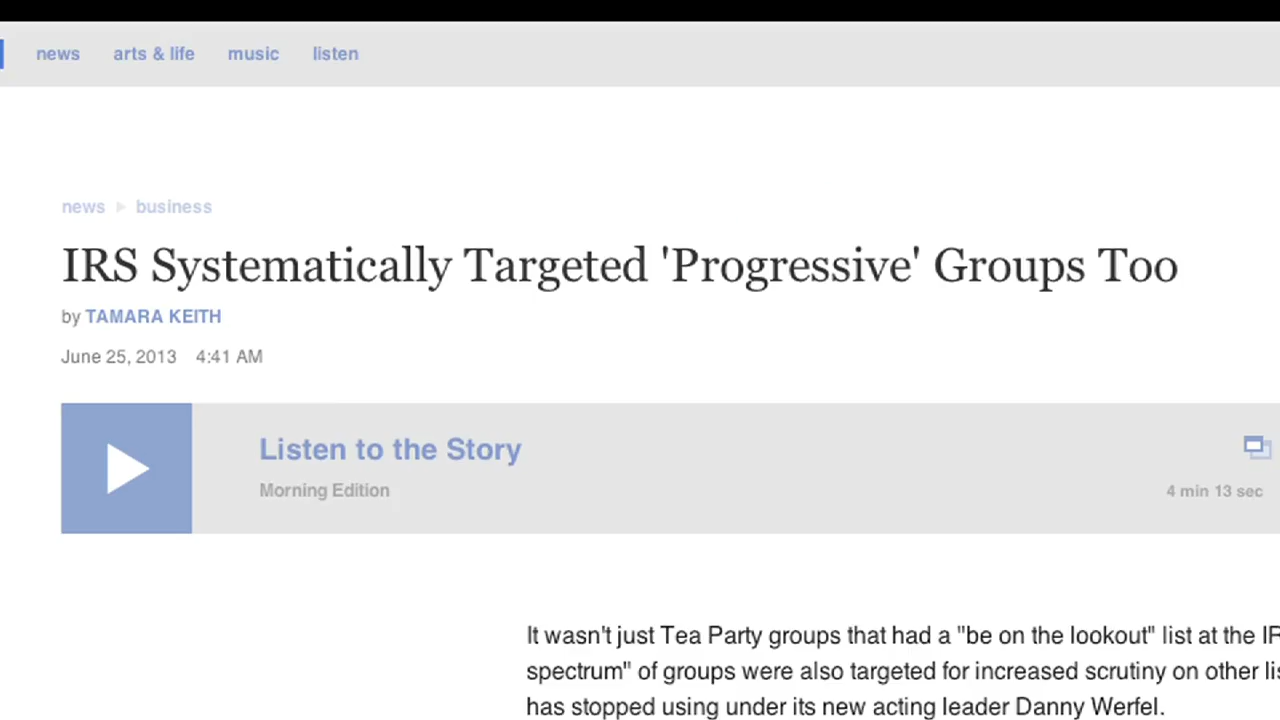 news arts & life music listen
news business
IRS Systematically Targeted 'Progressive' Groups Too
by TAMARA KEITH
June 25, 2013 4:41 AM
Listen to the Story
Morning Edition
4 min 13 sec
It wasn't just Tea Party groups that had a "be on the lookout" list at the
spectrum" of groups were also targeted for increased scrutiny on other
has stopped using under its new acting leader Danny Werfel.